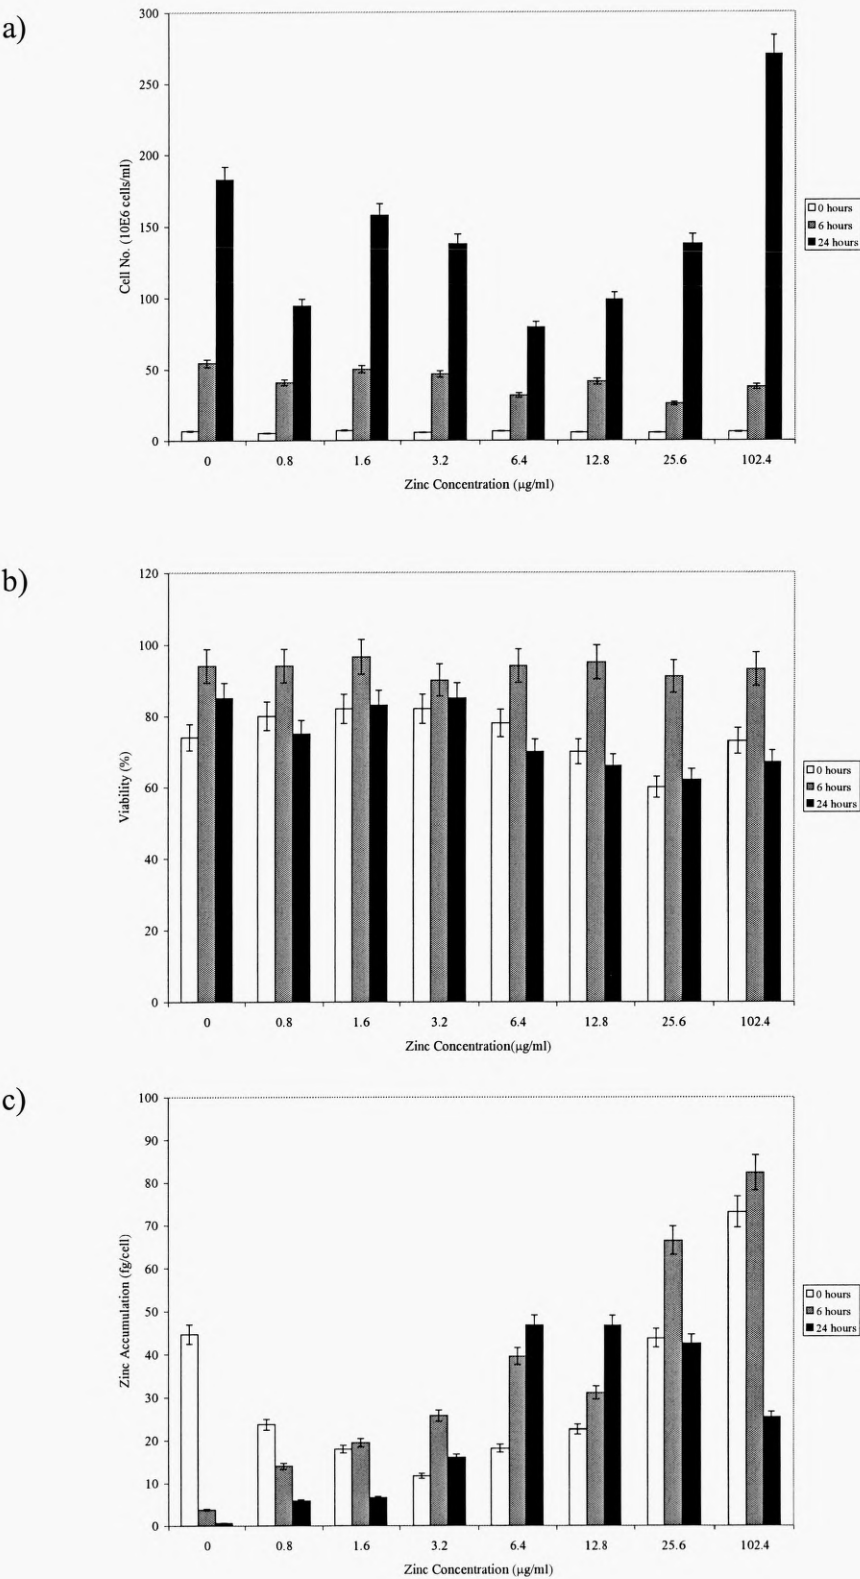 a)
300
250
200
150
100
50
0
Cell No. (10E6 cells/ml)
0 0.8 1.6 3.2 6.4 12.8 25.6 102.4
Zinc Concentration (µg/ml)
0 hours
6 hours
24 hours
b)
120
100
80
60
40
20
0
Viability (%)
0 0.8 1.6 3.2 6.4 12.8 25.6 102.4
Zinc Concentration(µg/ml)
0 hours
6 hours
24 hours
c)
100
90
80
70
60
50
40
30
20
10
0
Zinc Accumulation (fg/cell)
0 0.8 1.6 3.2 6.4 12.8 25.6 102.4
Zinc Concentration (µg/ml)
0 hours
6 hours
24 hours